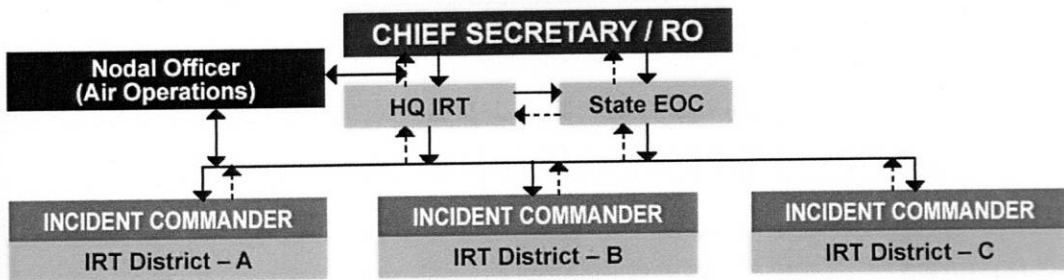 CHIEF SECRETARY / RO
Nodal Officer
(Air Operations)
HQ IRT
State EOC
INCIDENT COMMANDER
IRT District – A
INCIDENT COMMANDER
IRT District – B
INCIDENT COMMANDER
IRT District – C